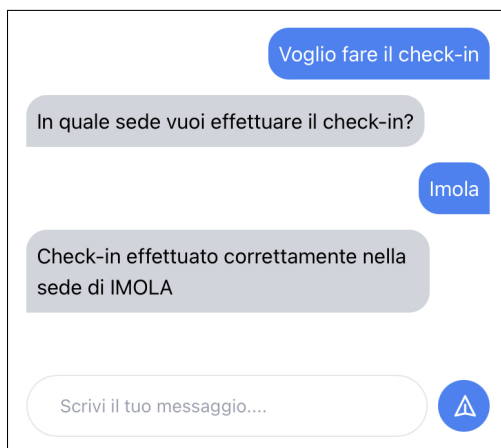 Voglio fare il check-in
In quale sede vuoi effettuare il check-in?
Imola
Check-in effettuato correttamente nella
sede di IMOLA
Scrivi il tuo messaggio....